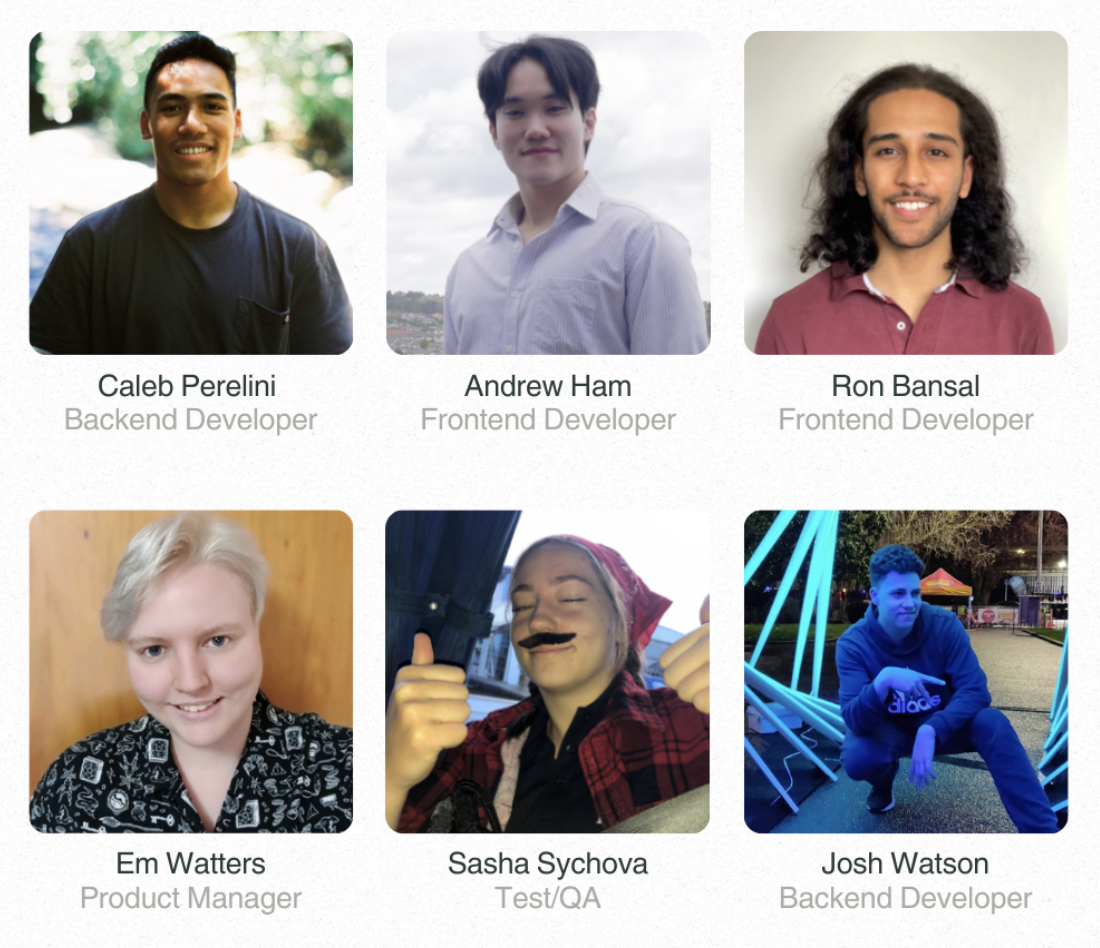 Caleb Perelini
Backend Developer
Andrew Ham
Frontend Developer
Ron Bansal
Frontend Developer
adidas
Em Watters
Product Manager
Sasha Sychova
Test/QA
Josh Watson
Backend Developer